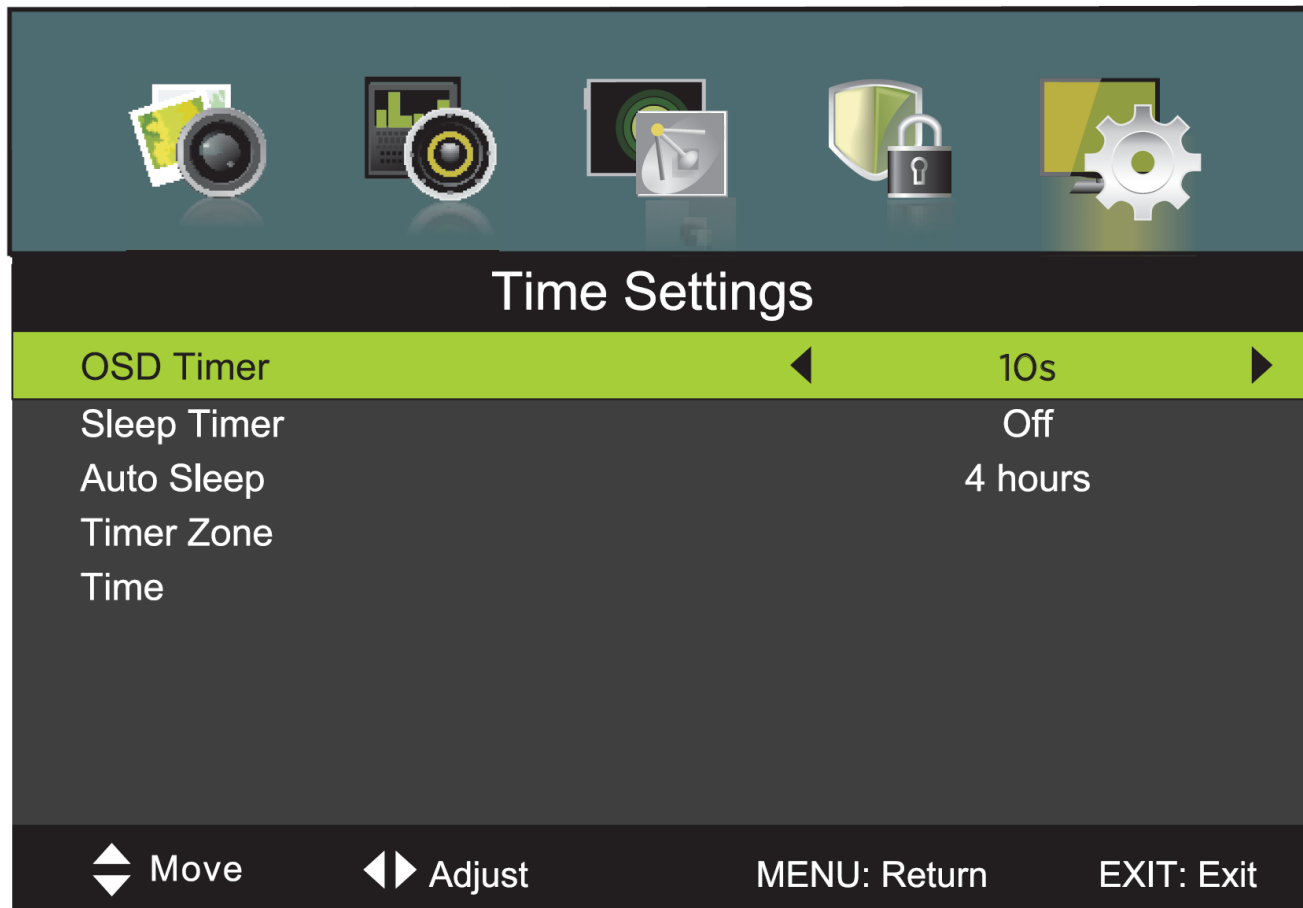 Time Settings
OSD Timer 10s
Sleep Timer Off
Auto Sleep 4 hours
Timer Zone
Time
Move Adjust MENU: Return EXIT: Exit